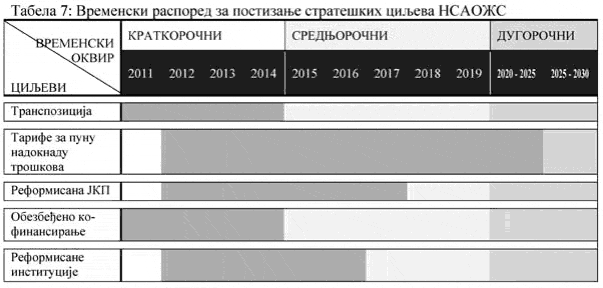 Табела 7: Временски распоред за постизање стратешких циљева НСАОЖС
ВРЕМЕНСКИ
ОКВИР
ЦИЉЕВИ
КРАТКОРОЧНИ
СРЕДЊОРОЧНИ
ДУГОРОЧНИ
2011 2012 2013 2014 2015 2016 2017 2018 2019 2020 - 2025 2025 - 2030
Транспозиција
Тарифе за пуну
надокнаду
трошкова
Реформисана ЈКП
Обезбеђено ко-
финансирање
Реформисане
институције